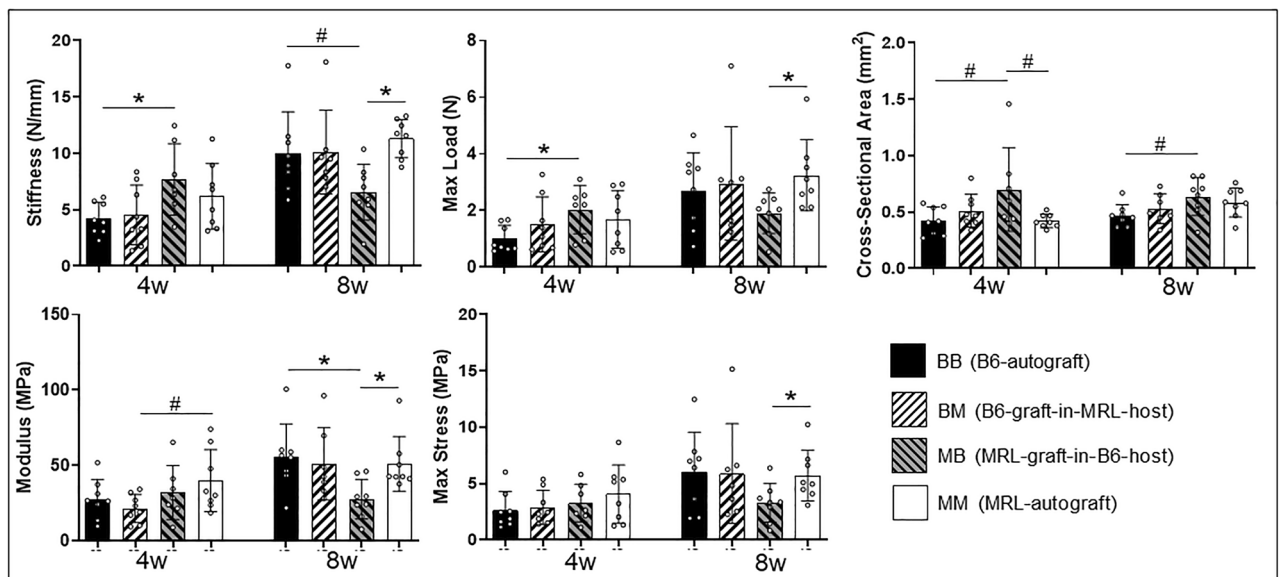 Stiffness (N/mm)
20
15
10
5
0
*
#
*
4w
8w
Max Load (N)
8
6
4
2
0
*
*
4w
8w
Cross-Sectional Area (mm²)
2.0
1.5
1.0
0.5
0.0
#
#
#
4w
8w
Modulus (MPa)
150
100
50
0
#
*
*
4w
8w
Max Stress (MPa)
20
15
10
5
0
*
4w
8w
BB (B6-autograft)
BM (B6-graft-in-MRL-host)
MB (MRL-graft-in-B6-host)
MM (MRL-autograft)